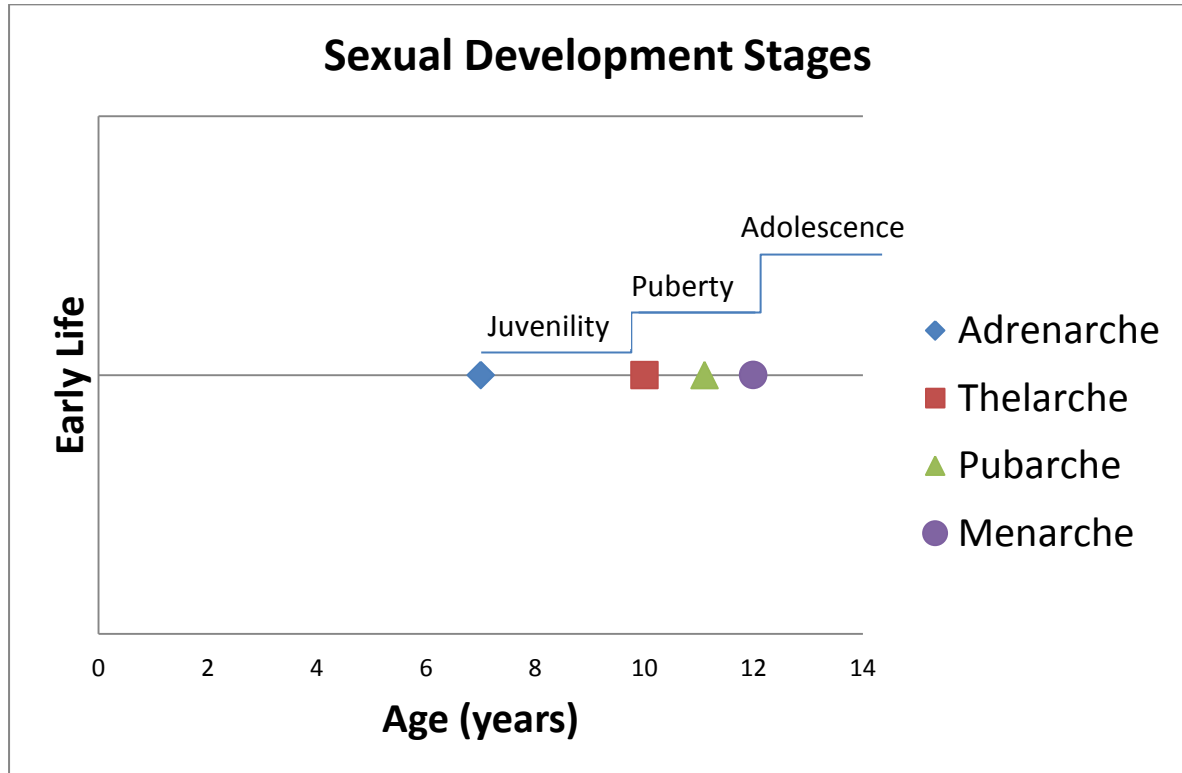 Sexual Development Stages
Adolescence
Puberty
Juvenility
Early Life
Adrenarche
Thelarche
Pubarche
Menarche
0 2 4 6 8 10 12 14
Age (years)